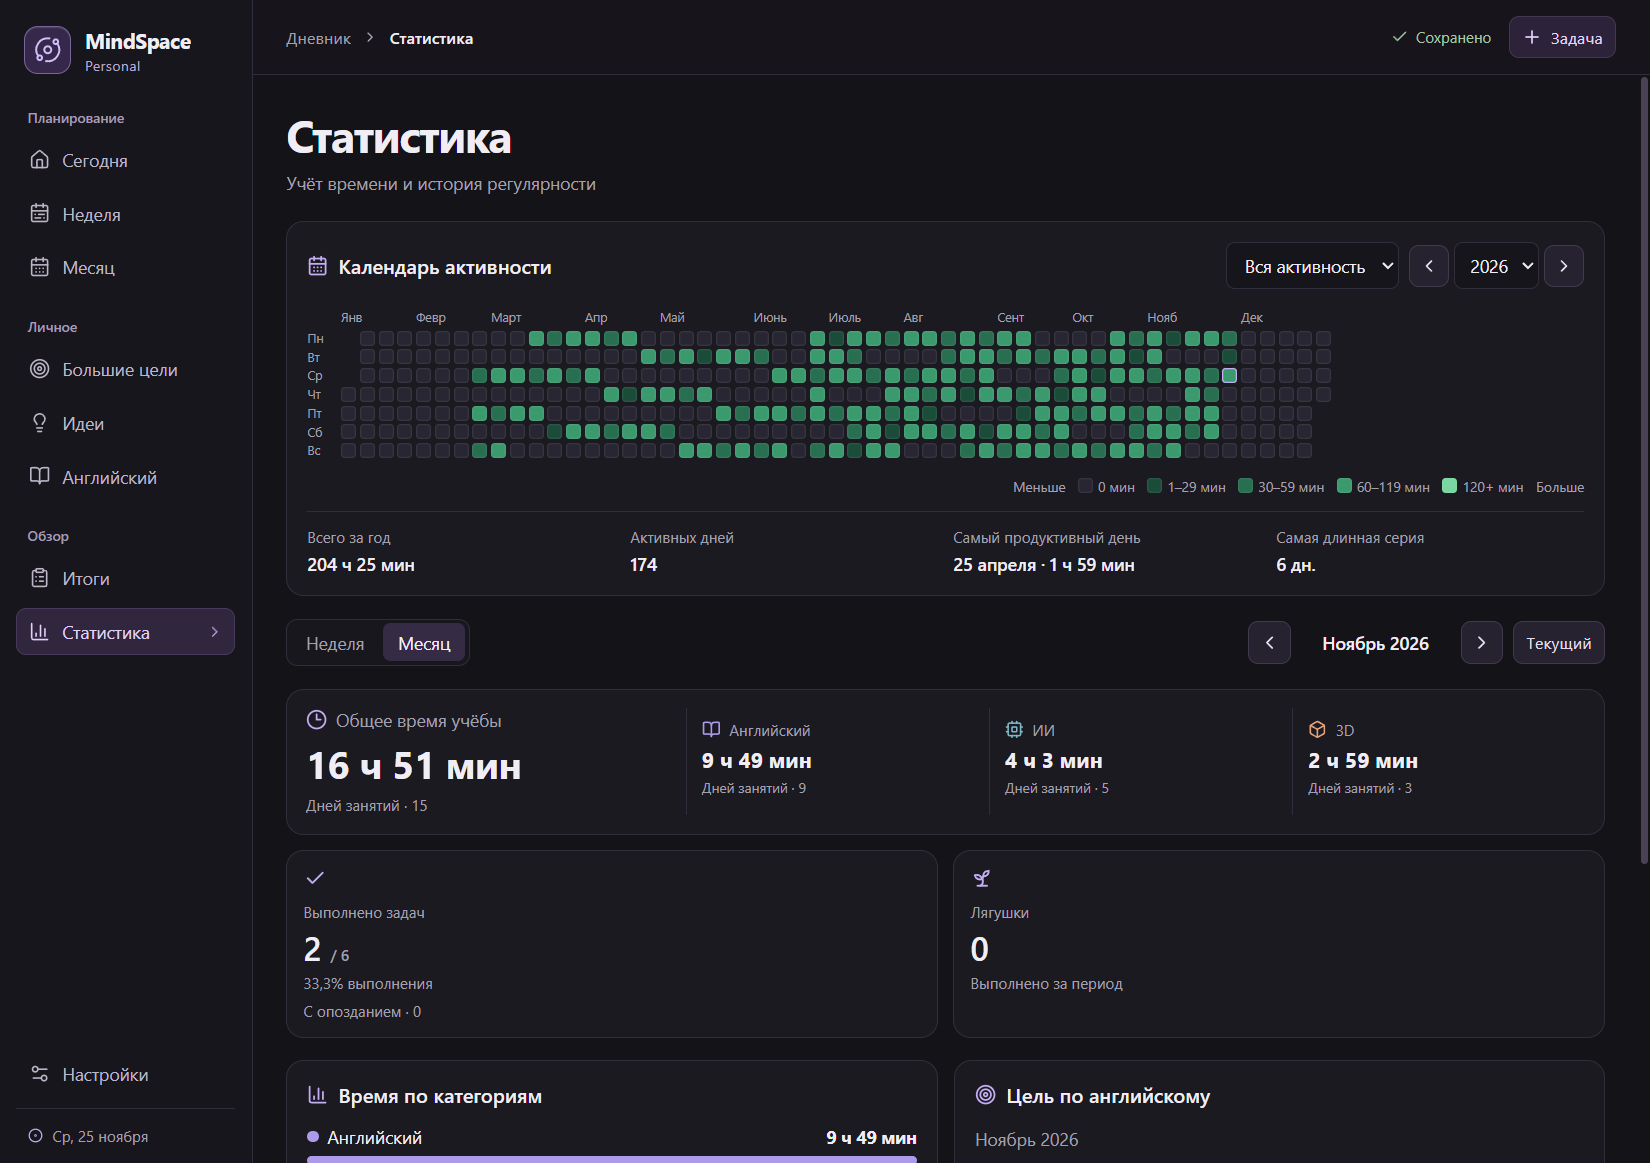 MindSpace
Personal
Планирование
Сегодня
Неделя
Месяц
Личное
Большие цели
Идеи
Английский
Обзор
Итоги
Статистика
Настройки
Ср, 25 ноября
Дневник > Статистика
Сохранено
+ Задача
Статистика
Учёт времени и история регулярности
Календарь активности
Вся активность
2026
Янв Февр Март Апр Май Июнь Июль Авг Сент Окт Нояб Дек
Пн
Вт
Ср
Чт
Пт
Сб
Вс
Меньше 0 мин 1–29 мин 30–59 мин 60–119 мин 120+ мин Больше
Всего за год
204 ч 25 мин
Активных дней
174
Самый продуктивный день
25 апреля · 1 ч 59 мин
Самая длинная серия
6 дн.
Неделя Месяц
Ноябрь 2026
Текущий
Общее время учёбы
16 ч 51 мин
Дней занятий · 15
Английский
9 ч 49 мин
Дней занятий · 9
ИИ
4 ч 3 мин
Дней занятий · 5
3D
2 ч 59 мин
Дней занятий · 3
Выполнено задач
2 / 6
33,3% выполнения
С опозданием · 0
Лягушки
0
Выполнено за период
Время по категориям
Английский 9 ч 49 мин
Цель по английскому
Ноябрь 2026